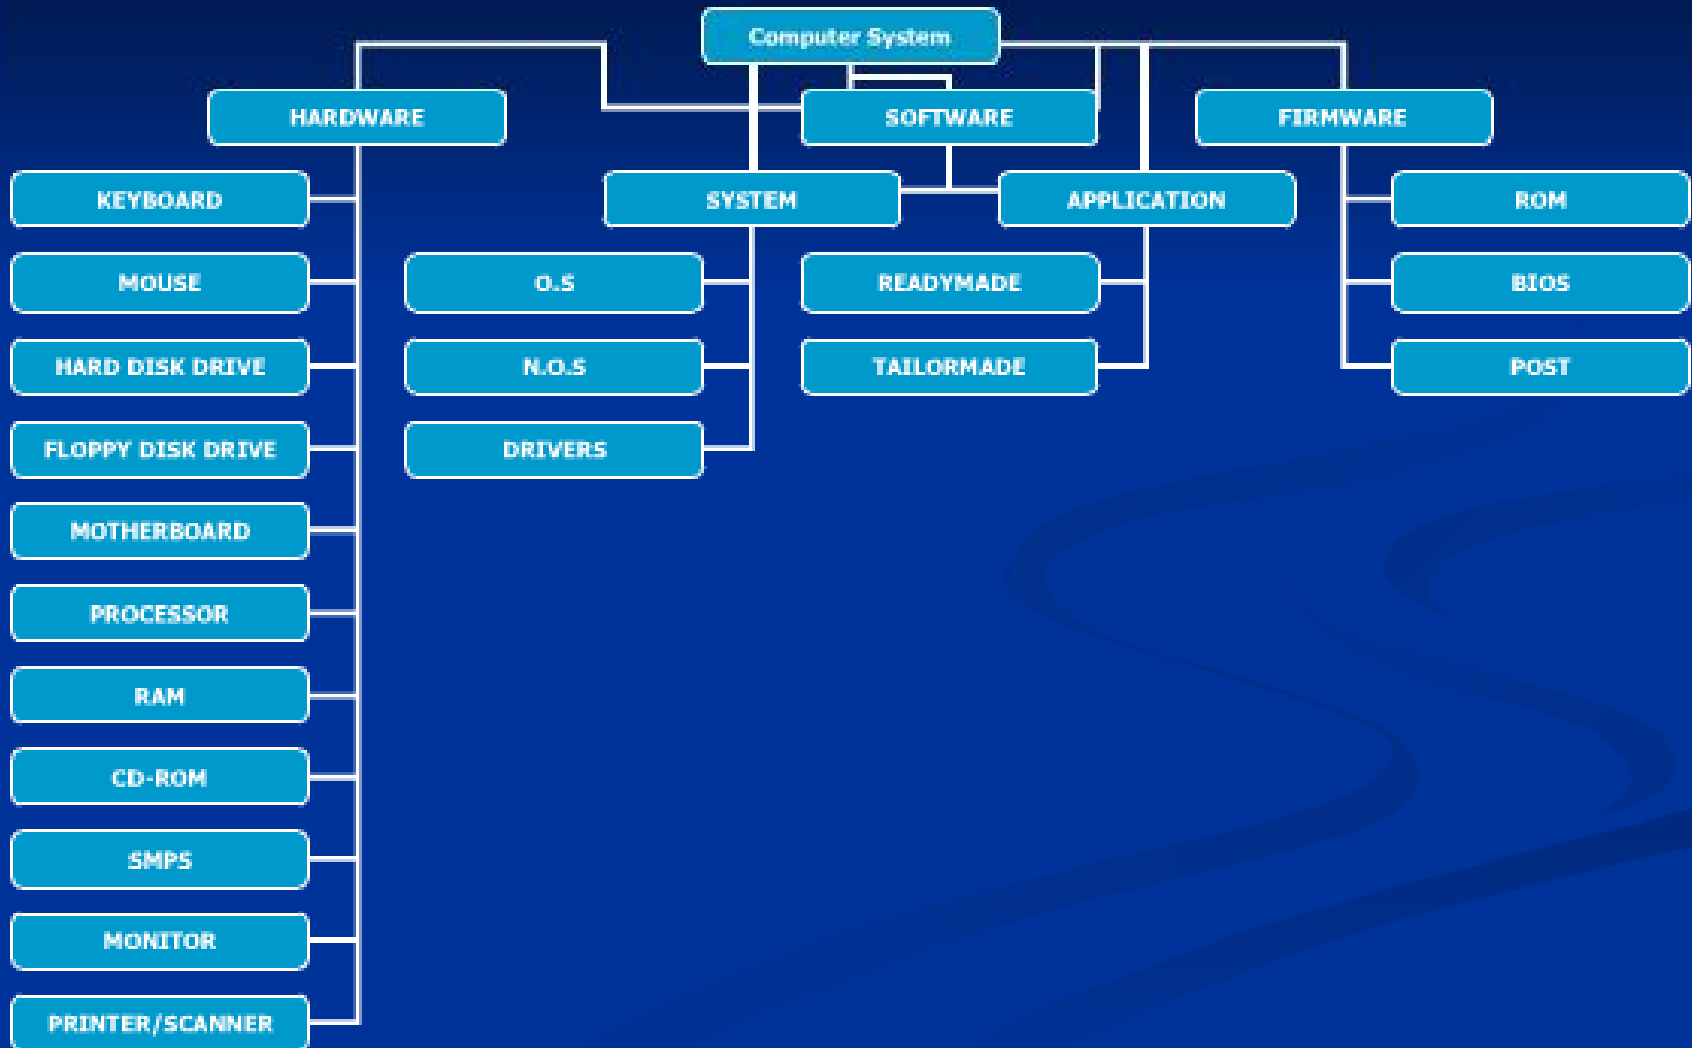 Computer System
HARDWARE
SOFTWARE
FIRMWARE
KEYBOARD
SYSTEM
APPLICATION
ROM
MOUSE
O.S
READYMADE
BIOS
HARD DISK DRIVE
N.O.S
TAILORMADE
POST
FLOPPY DISK DRIVE
DRIVERS
MOTHERBOARD
PROCESSOR
RAM
CD-ROM
SMPS
MONITOR
PRINTER/SCANNER